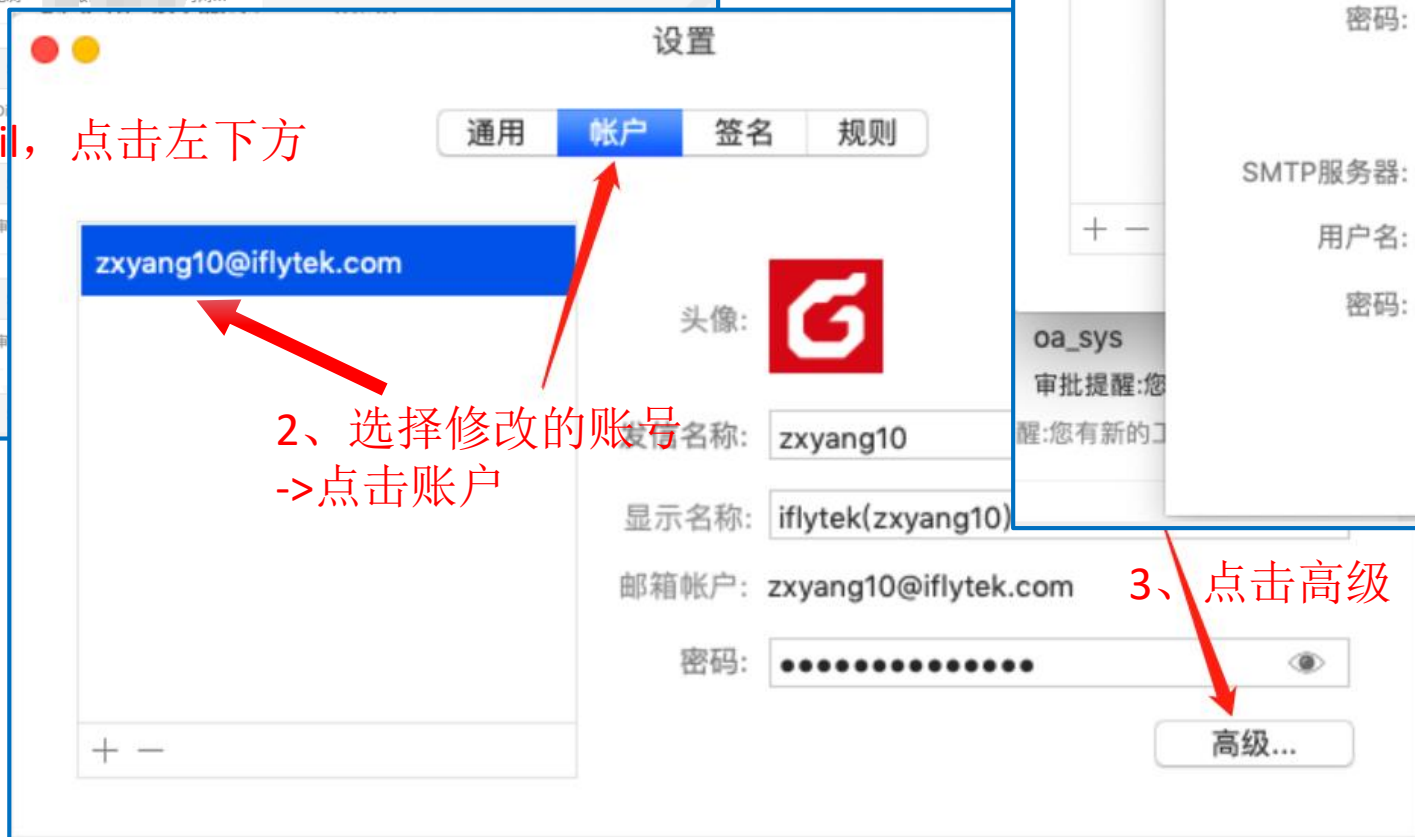 设置
il，点击左下方
通用 帐户 签名 规则
zxyang10@iflytek.com
头像:
2、选择修改的账号
->点击账户
发信名称: zxyang10
显示名称: iflytek(zxyang10)
邮箱帐户: zxyang10@iflytek.com
密码: ••••••••••••••
3、点击高级
高级...
+ −
密码:
SMTP服务器:
+ −
用户名:
密码:
oa_sys
审批提醒:您
醒:您有新的工